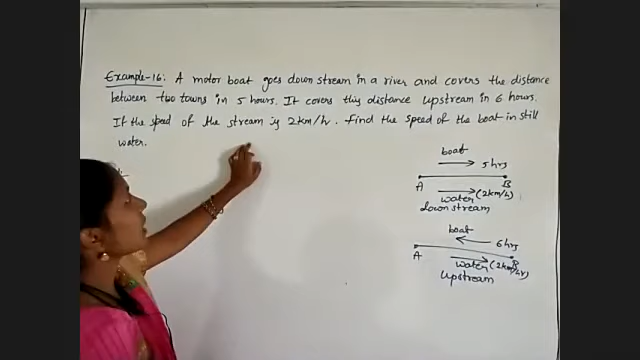 Example-16: A motor boat goes down stream in a river and covers the distance
between two towns in 5 hours. It covers this distance upstream in 6 hours.
If the speed of the stream is 2km/h. Find the speed of the boat in still
water.
boat
5 hrs
A B
water (2km/h)
down stream
boat
6 hrs
A B
water (2km/hr)
Upstream